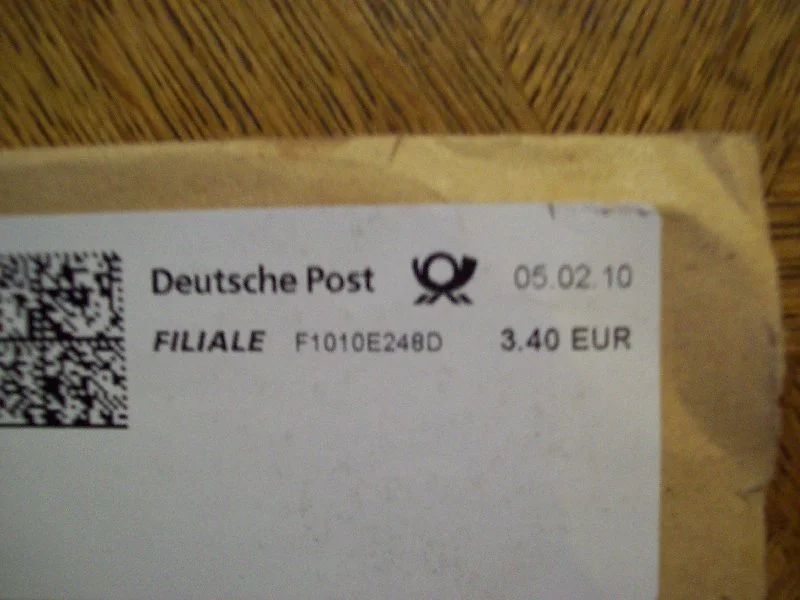 Deutsche Post 05.02.10
FILIALE F1010E248D 3.40 EUR